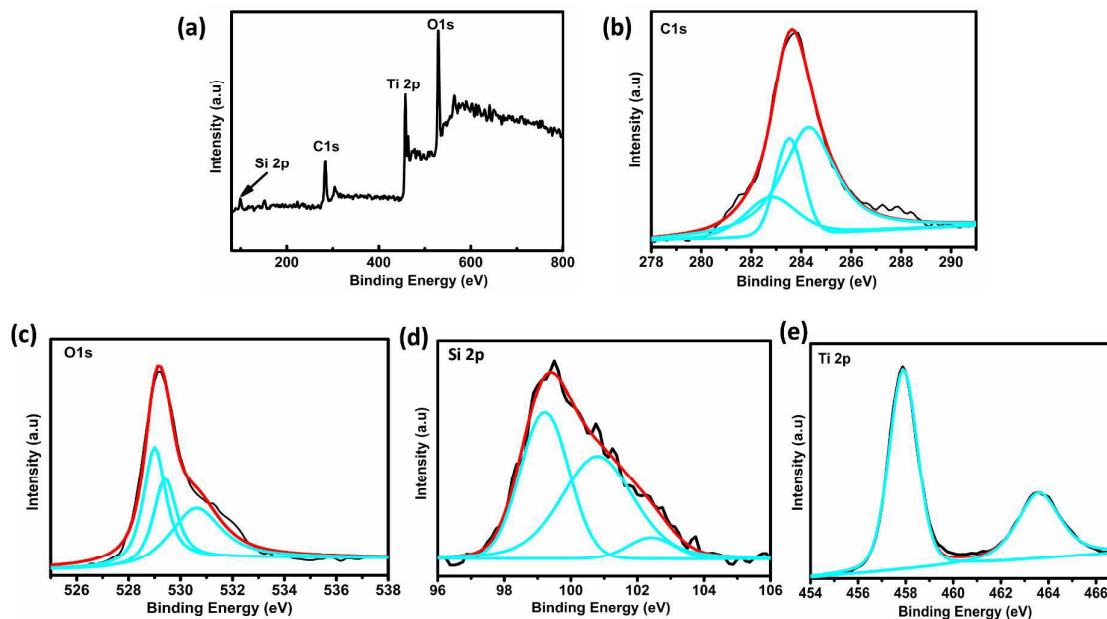 (a)
O1s
Ti 2p
C1s
Si 2p
Intensity (a.u)
200 400 600 800
Binding Energy (eV)
(b)
C1s
Intensity (a.u)
278 280 282 284 286 288 290
Binding Energy (eV)
(c)
O1s
Intensity (a.u)
526 528 530 532 534 536 538
Binding Energy (eV)
(d)
Si 2p
Intensity (a.u)
96 98 100 102 104 106
Binding Energy (eV)
(e)
Ti 2p
Intensity (a.u)
454 456 458 460 462 464 466
Binding Energy (eV)